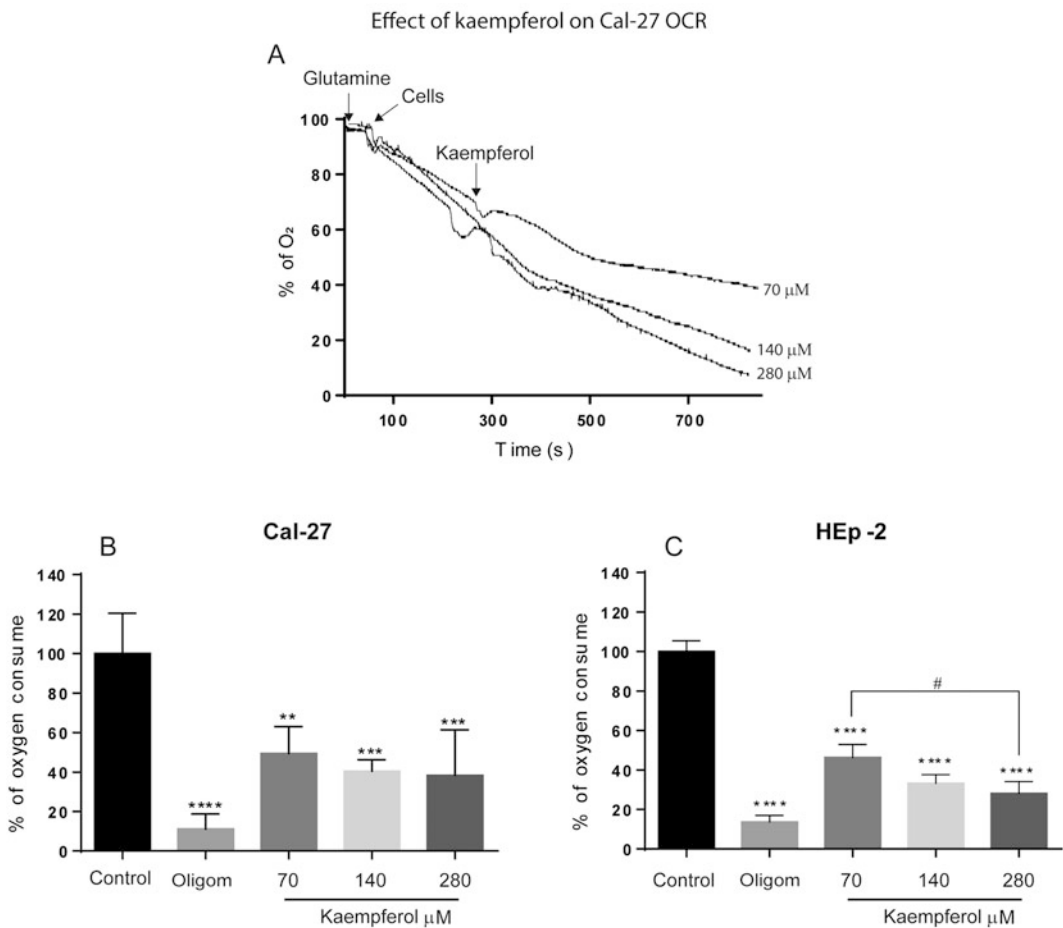 Effect of kaempferol on Cal-27 OCR
A
Glutamine
Cells
Kaempferol
100
80
60
40
20
0
% of O₂
70 μM
140 μM
280 μM
100 300 500 700
Time (s)
B
Cal-27
140
120
100
80
60
40
20
0
% of oxygen consume
**
***
***
****
Control Oligom 70 140 280
Kaempferol μM
C
HEp -2
140
120
100
80
60
40
20
0
% of oxygen consume
#
****
****
****
****
Control Oligom 70 140 280
Kaempferol μM